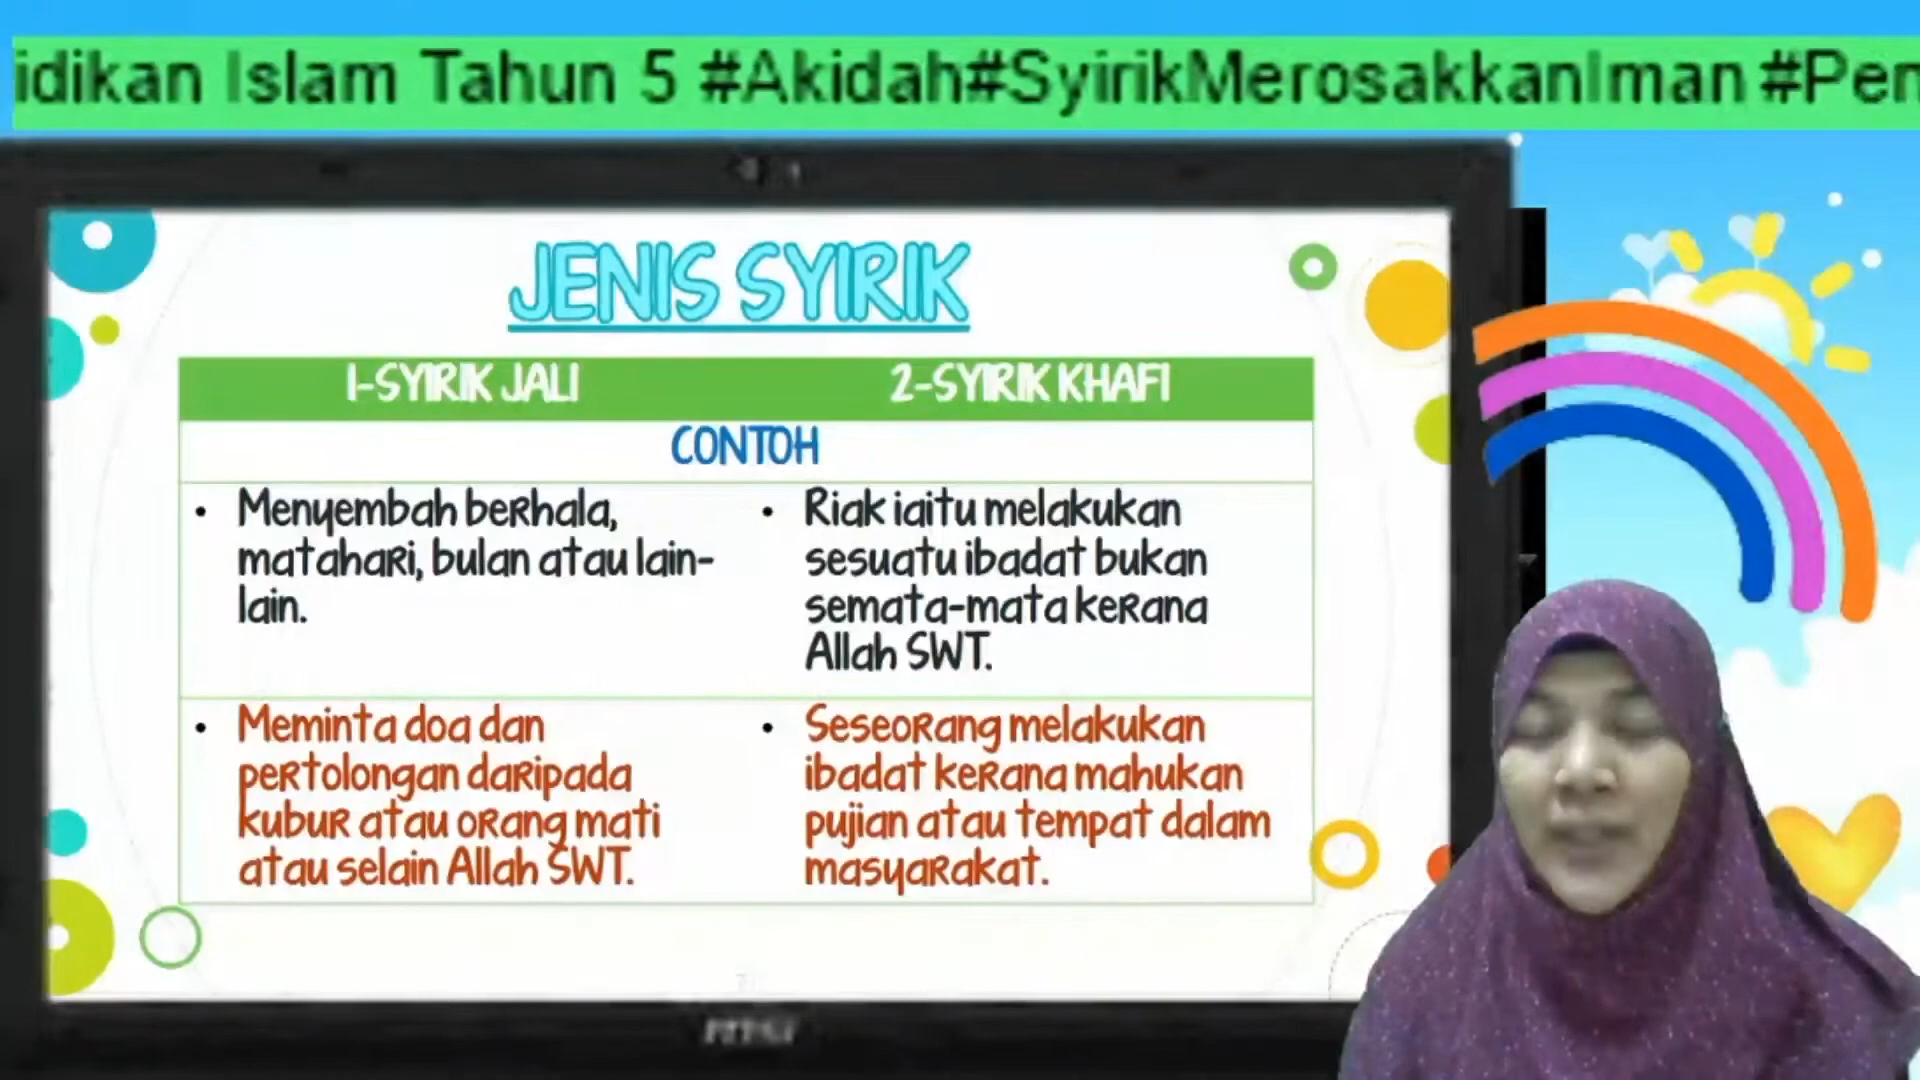 idikan Islam Tahun 5 #Akidah#SyirikMerosakkanIman #Pen
JENIS SYIRIK
1-SYIRIK JALI
2-SYIRIK KHAFI
CONTOH
• Menyembah berhala,
matahari, bulan atau lain-
lain.
• Riak iaitu melakukan
sesuatu ibadat bukan
semata-mata kerana
Allah SWT.
• Meminta doa dan
pertolongan daripada
kubur atau orang mati
atau selain Allah SWT.
• Seseorang melakukan
ibadat kerana mahukan
pujian atau tempat dalam
masyarakat.